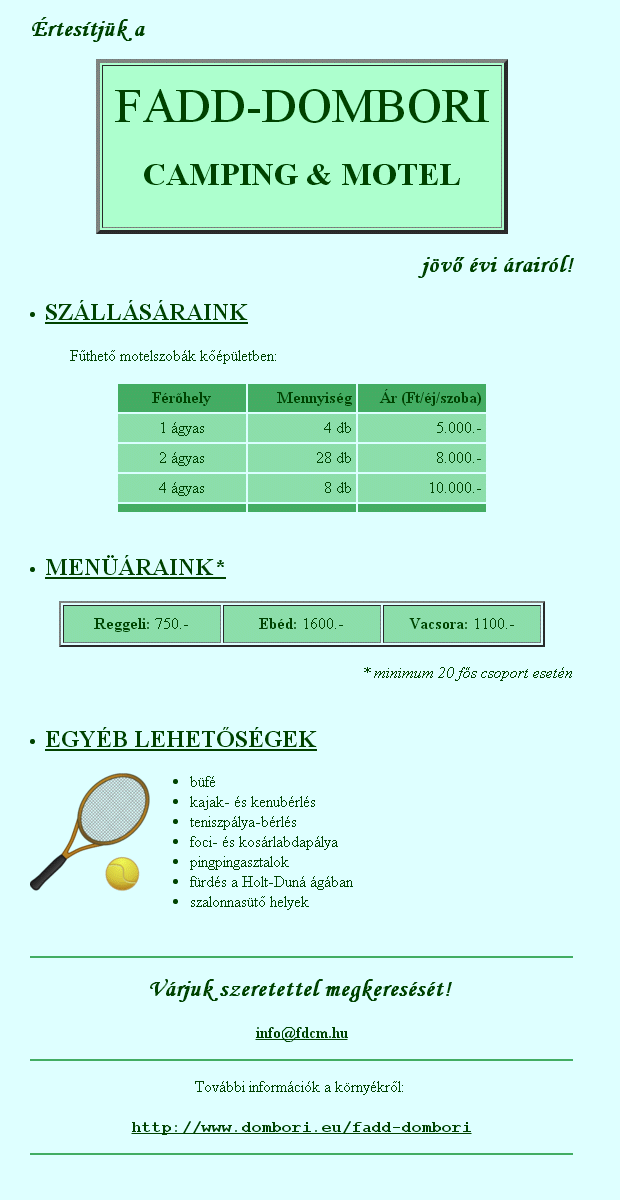 Értesítjük a
FADD-DOMBORI
CAMPING & MOTEL
jövő évi árairól!
• SZÁLLÁSÁRAINK
Fűthető motelszobák kőépületben:
Férőhely Mennyiség Ár (Ft/éj/szoba)
1 ágyas 4 db 5.000.-
2 ágyas 28 db 8.000.-
4 ágyas 8 db 10.000.-
• MENÜÁRAINK*
Reggeli: 750.- Ebéd: 1600.- Vacsora: 1100.-
* minimum 20 fős csoport esetén
• EGYÉB LEHETŐSÉGEK
• büfé
• kajak- és kenubérlés
• teniszpálya-bérlés
• foci- és kosárlabdapálya
• pingpingasztalok
• fürdés a Holt-Duná ágában
• szalonnasütő helyek
Várjuk szeretettel megkeresését!
info@fdcm.hu
További információk a környékről:
http://www.dombori.eu/fadd-dombori